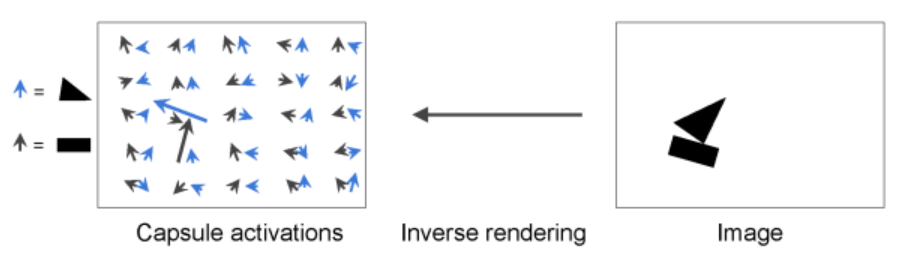 =
=
Capsule activations Inverse rendering Image